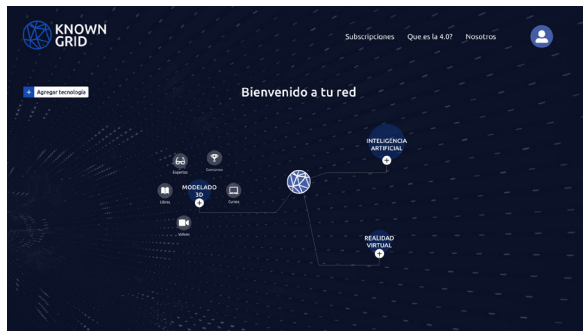 KNOWN
GRID
Subscripciones Que es la 4.0? Nosotros
+ Agregar tecnología
Bienvenido a tu red
INTELIGENCIA
ARTIFICIAL
+
Expertos
Concursos
MODELADO
3D
+
Libros
Cursos
Videos
REALIDAD
VIRTUAL
+